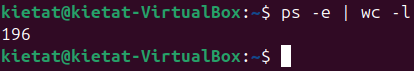 kietat@kietat-VirtualBox:~$ ps -e | wc -l
196
kietat@kietat-VirtualBox:~$